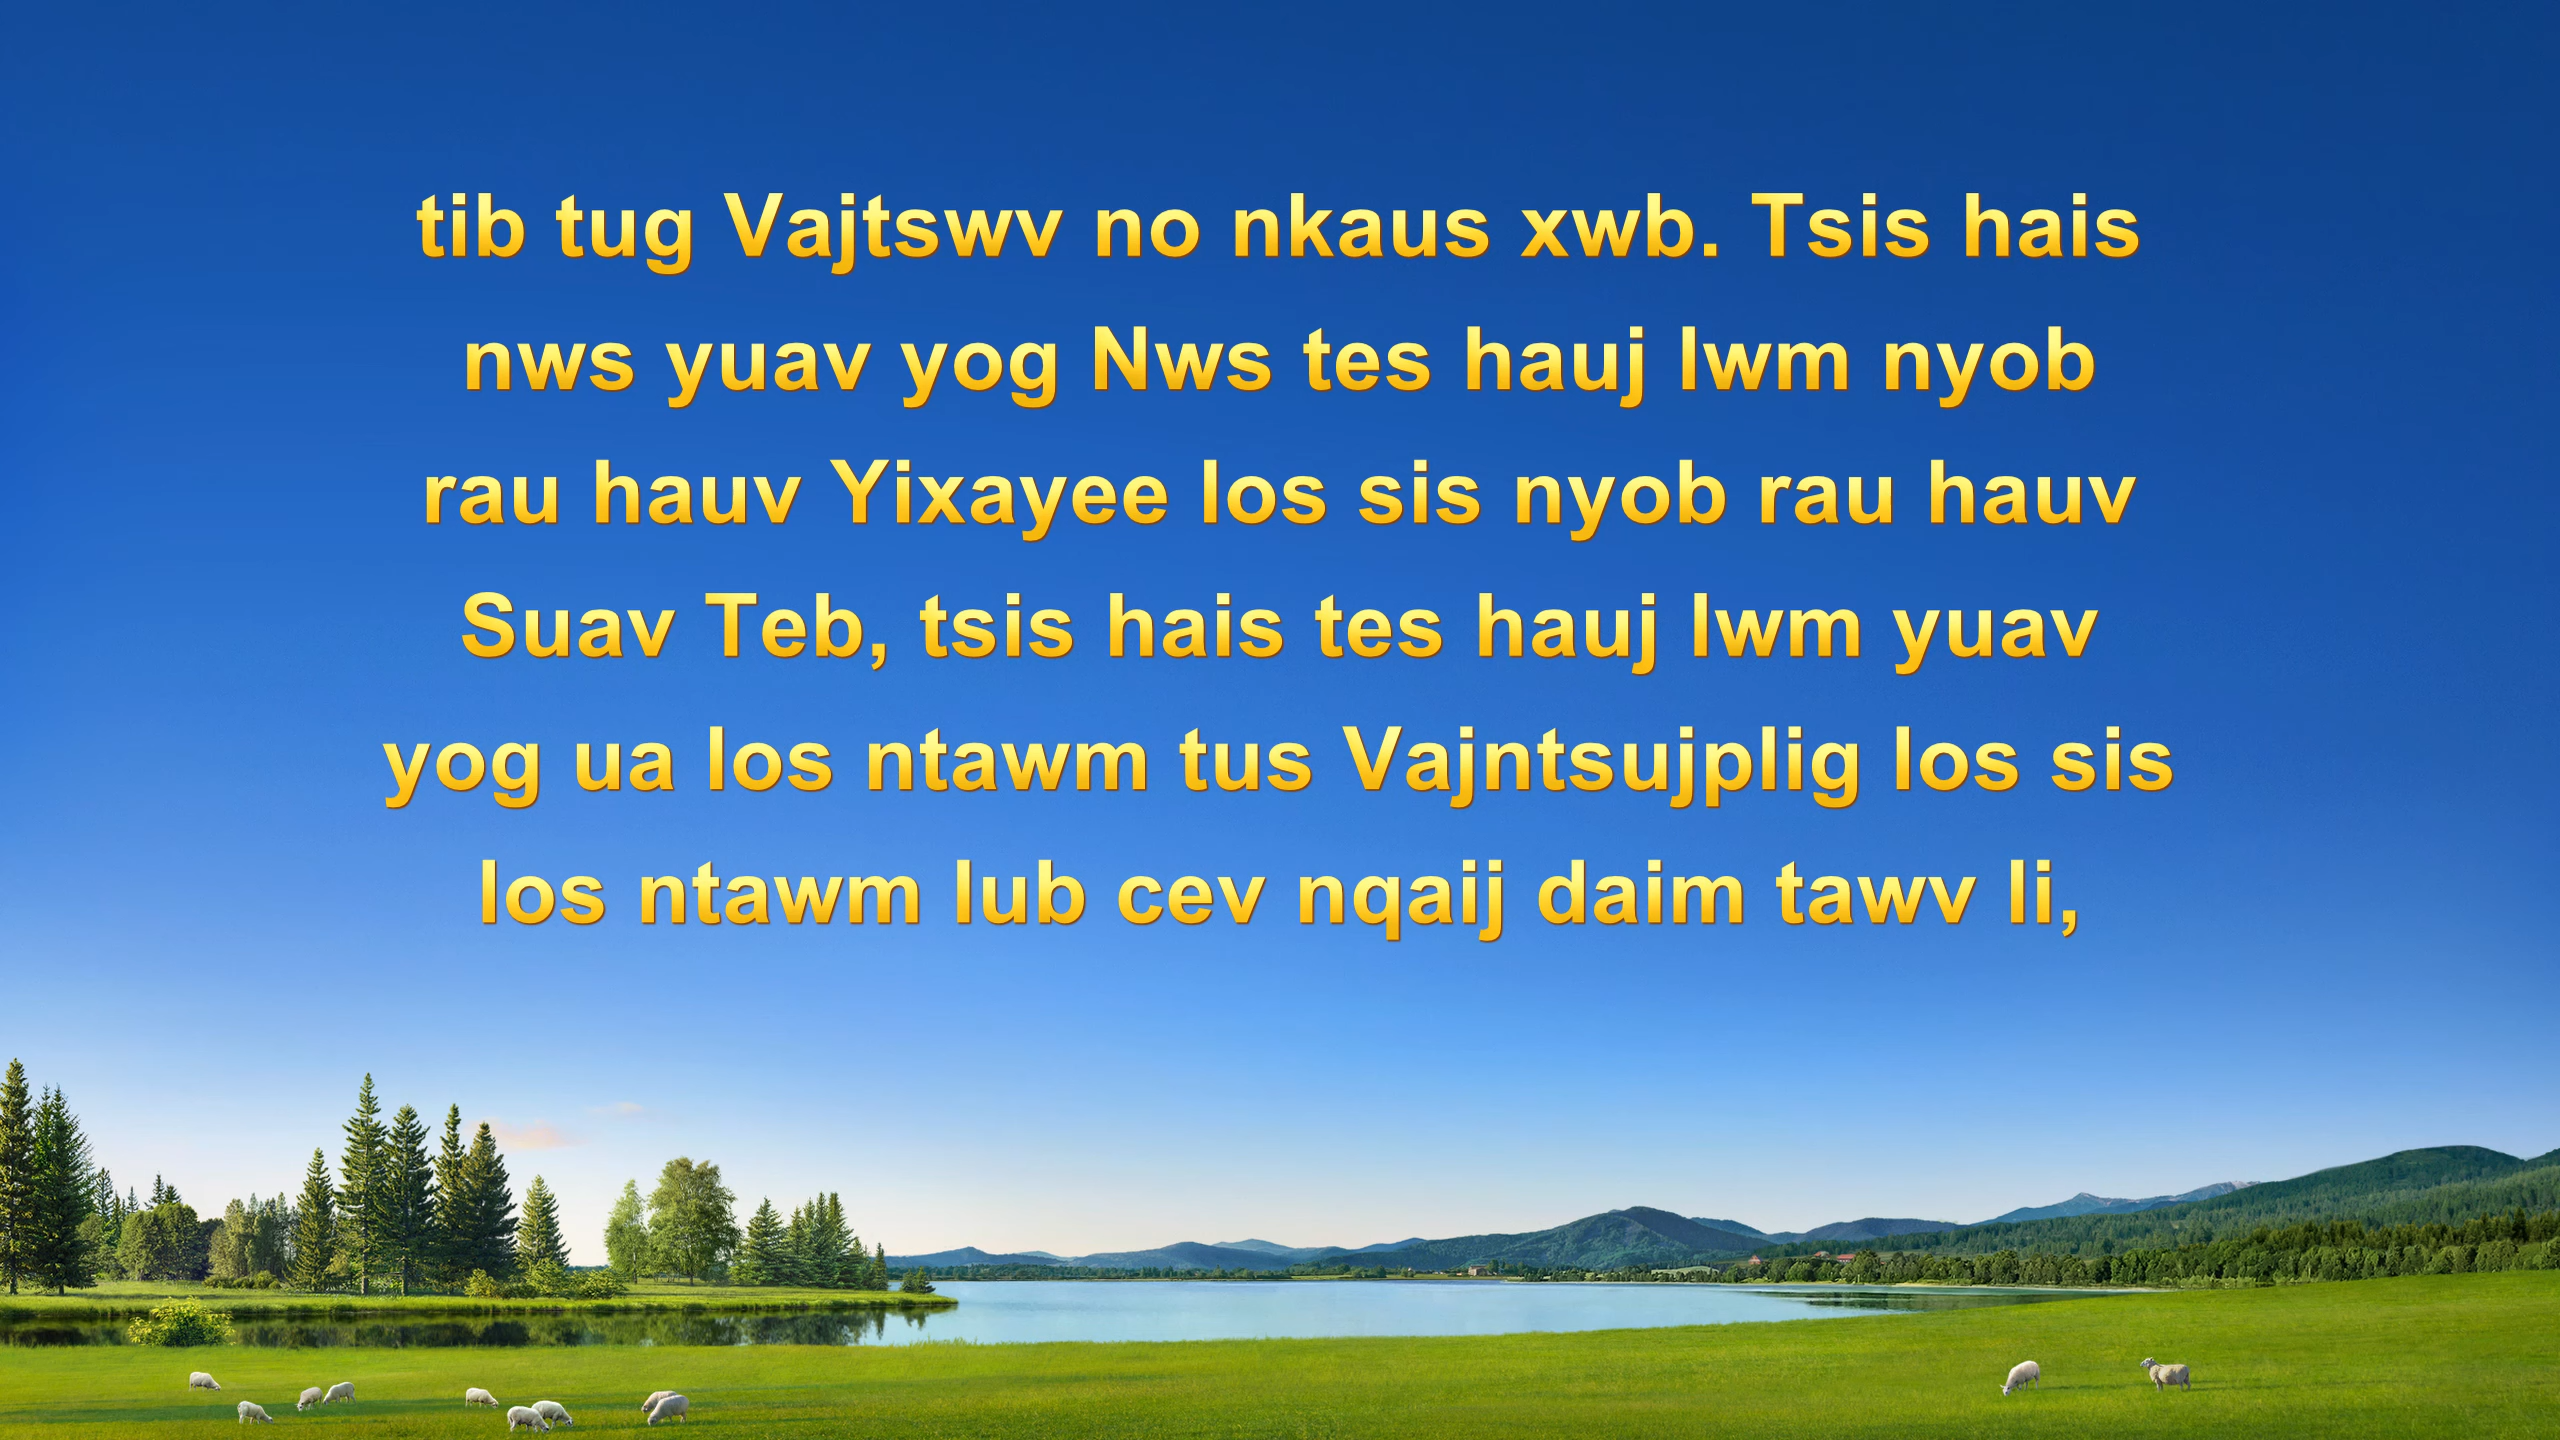 tib tug Vajtswv no nkaus xwb. Tsis hais
nws yuav yog Nws tes hauj lwm nyob
rau hauv Yixayee los sis nyob rau hauv
Suav Teb, tsis hais tes hauj lwm yuav
yog ua los ntawm tus Vajntsujplig los sis
los ntawm lub cev nqaij daim tawv li,